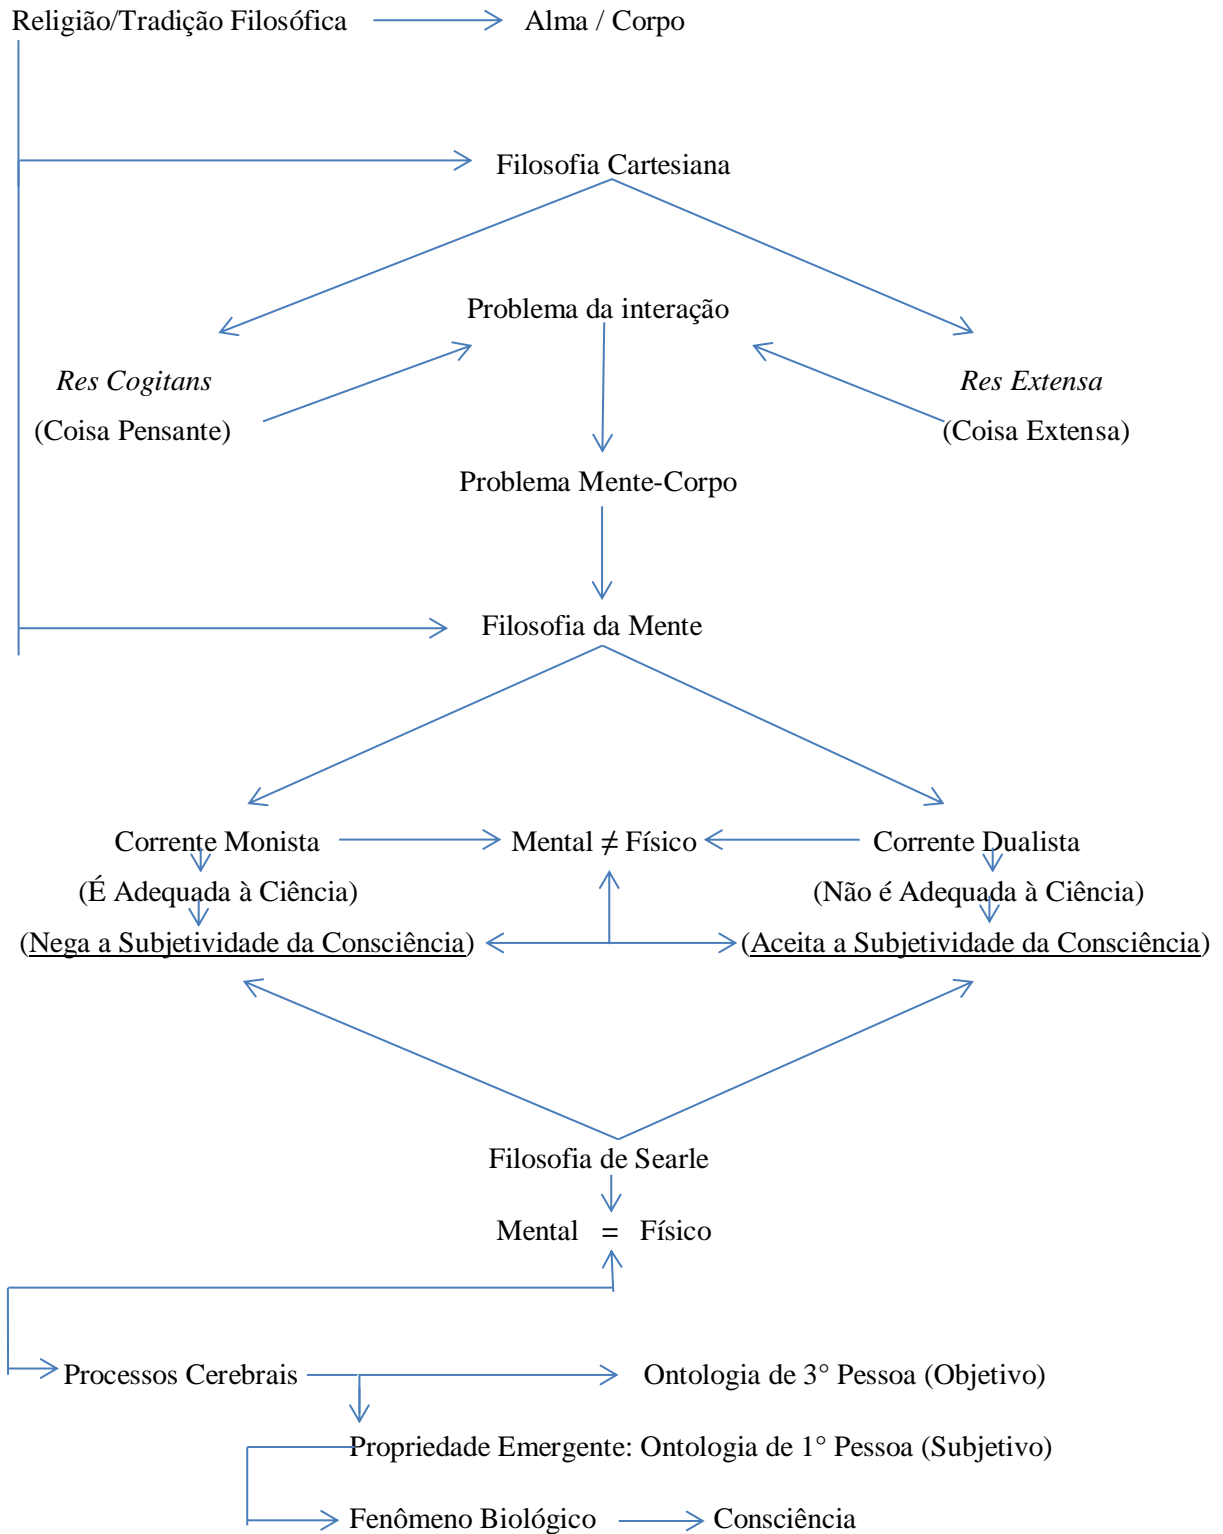 Religião/Tradição Filosófica Alma / Corpo
Filosofia Cartesiana
Problema da interação
Res Cogitans Res Extensa
(Coisa Pensante) (Coisa Extensa)
Problema Mente-Corpo
Filosofia da Mente
Corrente Monista Mental ≠ Físico Corrente Dualista
(É Adequada à Ciência) (Não é Adequada à Ciência)
(Nega a Subjetividade da Consciência) (Aceita a Subjetividade da Consciência)
Filosofia de Searle
Mental = Físico
Processos Cerebrais Ontologia de 3° Pessoa (Objetivo)
Propriedade Emergente: Ontologia de 1° Pessoa (Subjetivo)
Fenômeno Biológico Consciência